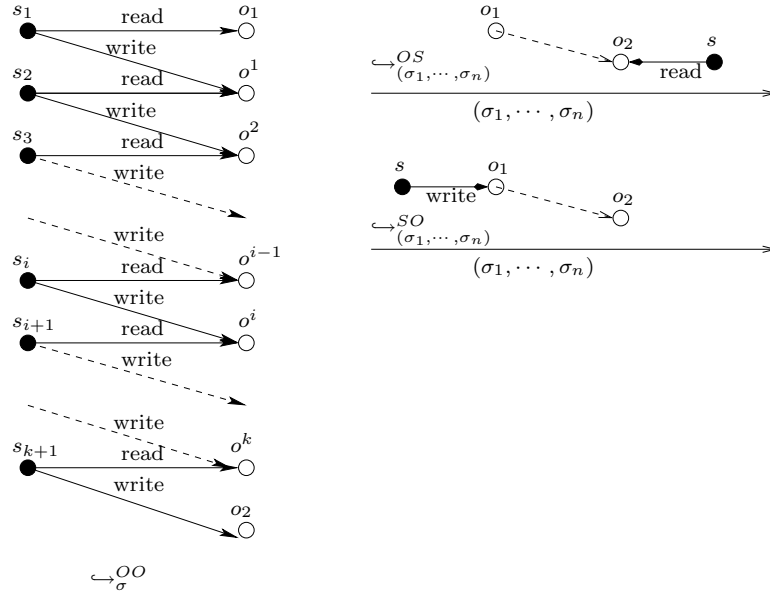 s₁ read o₁
write
s₂ read o¹
write
s₃ read o²
write
write
sᵢ read oⁱ⁻¹
write
sᵢ₊₁ read oⁱ
write
write
sₖ₊₁ read oᵏ
write
o₂
↪σ^OO
o₁
o₂ s
read
↪(σ₁,⋯,σₙ)^OS
(σ₁, ⋯ , σₙ)
s o₁
write o₂
↪(σ₁,⋯,σₙ)^SO
(σ₁, ⋯ , σₙ)